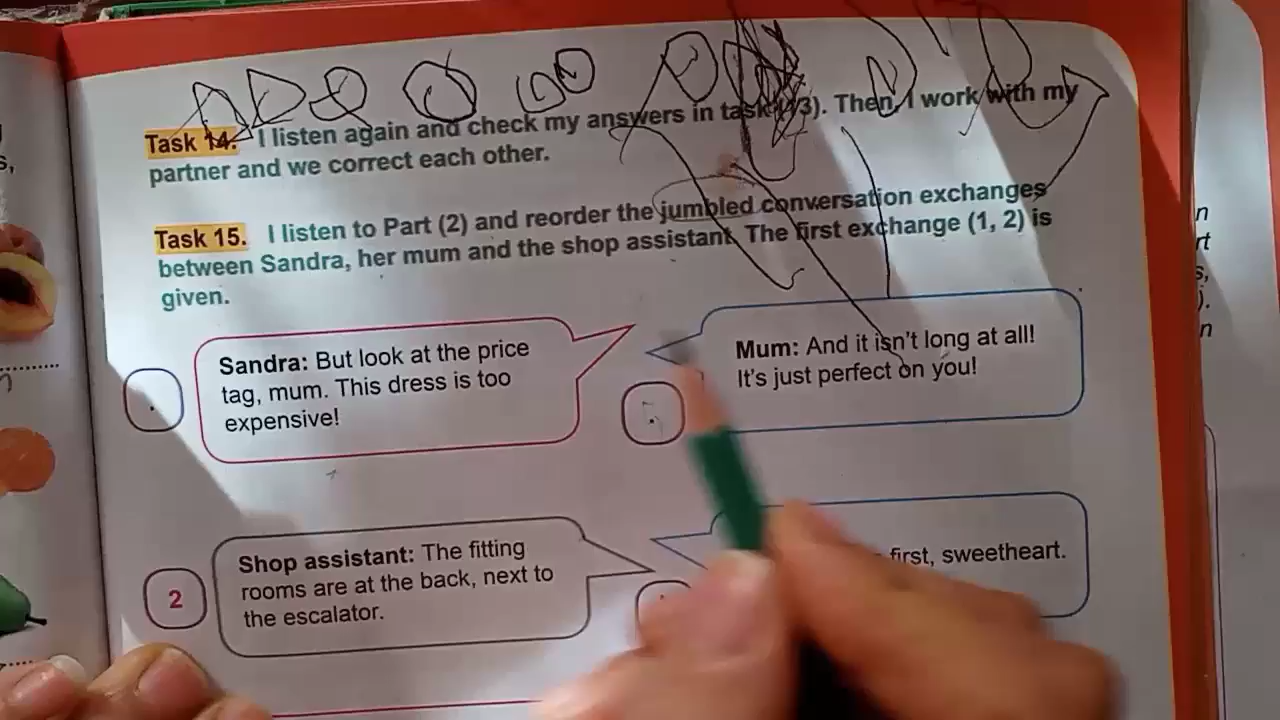 Task 14. I listen again and check my answers in task (13). Then, I work with my
partner and we correct each other.
Task 15. I listen to Part (2) and reorder the jumbled conversation exchanges
between Sandra, her mum and the shop assistant. The first exchange (1, 2) is
given.
Sandra: But look at the price
tag, mum. This dress is too
expensive!
Mum: And it isn't long at all!
It's just perfect on you!
5
Shop assistant: The fitting
rooms are at the back, next to
the escalator.
2
first, sweetheart.